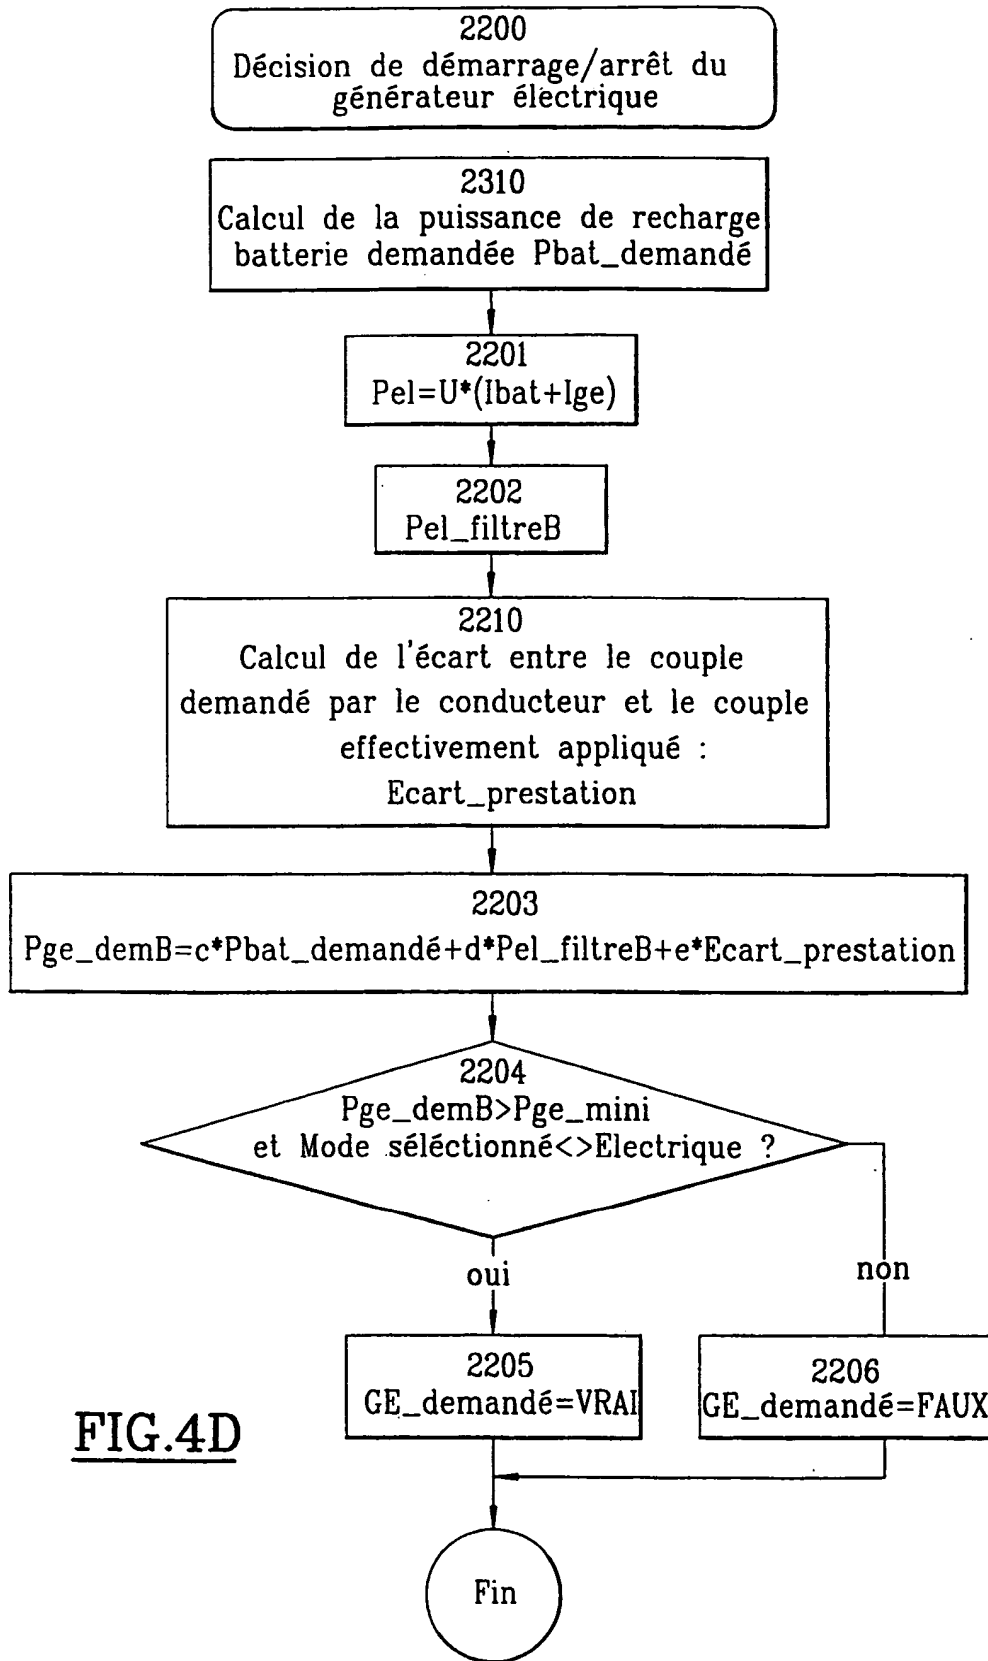 2200
Décision de démarrage/arrêt du
générateur électrique
2310
Calcul de la puissance de recharge
batterie demandée Pbat_demandé
2201
Pel=U*(Ibat+Ige)
2202
Pel_filtreB
2210
Calcul de l'écart entre le couple
demandé par le conducteur et le couple
effectivement appliqué :
Ecart_prestation
2203
Pge_demB=c*Pbat_demandé+d*Pel_filtreB+e*Ecart_prestation
2204
Pge_demB>Pge_mini
et Mode séléctionné<>Electrique ?
oui
non
2205
GE_demandé=VRAI
2206
GE_demandé=FAUX
FIG.4D
Fin